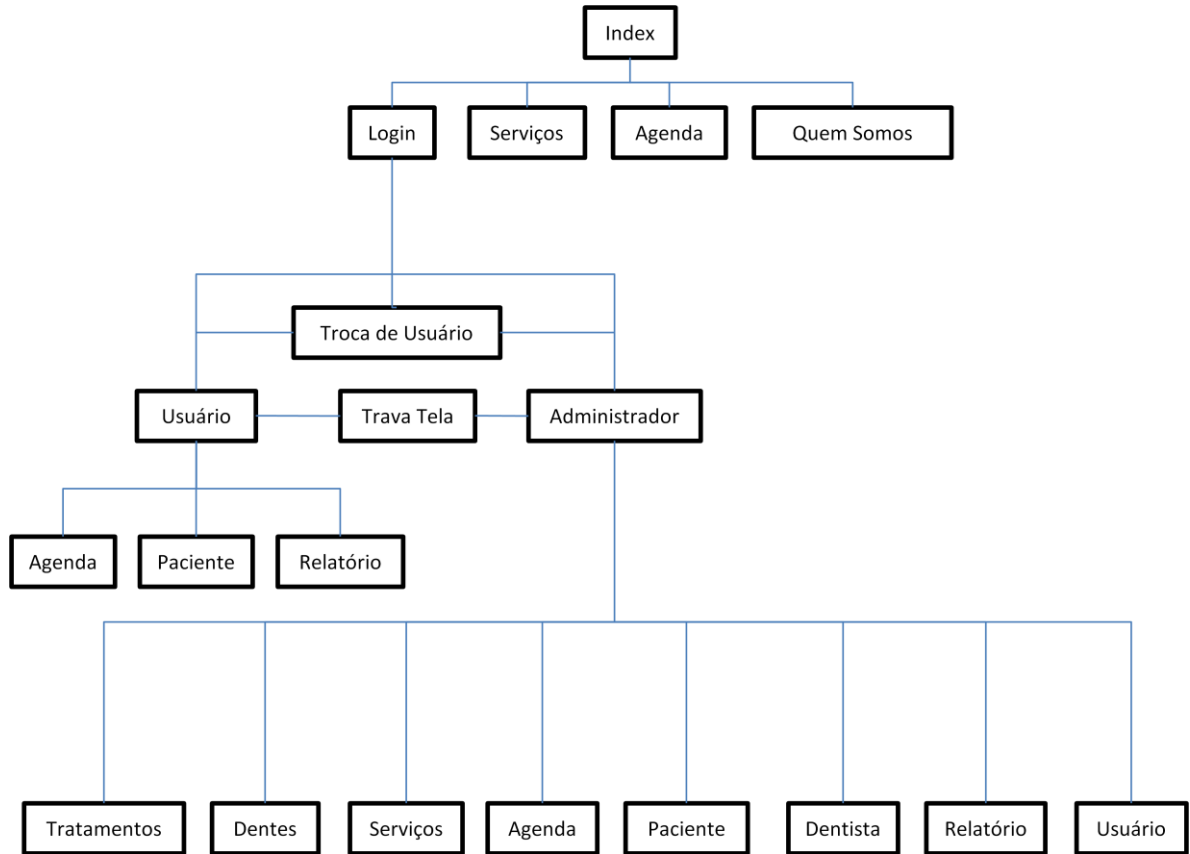 Index
Login
Serviços
Agenda
Quem Somos
Troca de Usuário
Usuário
Trava Tela
Administrador
Agenda
Paciente
Relatório
Tratamentos
Dentes
Serviços
Agenda
Paciente
Dentista
Relatório
Usuário